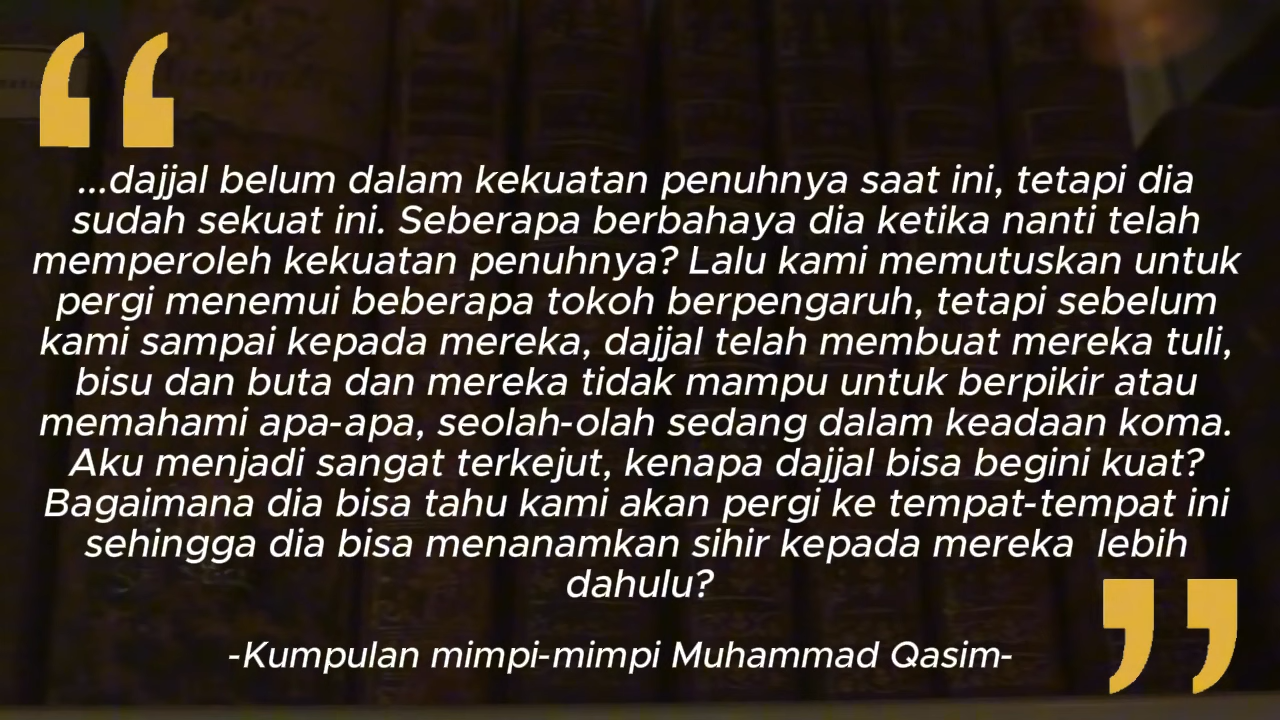 ...dajjal belum dalam kekuatan penuhnya saat ini, tetapi dia
sudah sekuat ini. Seberapa berbahaya dia ketika nanti telah
memperoleh kekuatan penuhnya? Lalu kami memutuskan untuk
pergi menemui beberapa tokoh berpengaruh, tetapi sebelum
kami sampai kepada mereka, dajjal telah membuat mereka tuli,
bisu dan buta dan mereka tidak mampu untuk berpikir atau
memahami apa-apa, seolah-olah sedang dalam keadaan koma.
Aku menjadi sangat terkejut, kenapa dajjal bisa begini kuat?
Bagaimana dia bisa tahu kami akan pergi ke tempat-tempat ini
sehingga dia bisa menanamkan sihir kepada mereka  lebih
dahulu?
-Kumpulan mimpi-mimpi Muhammad Qasim-